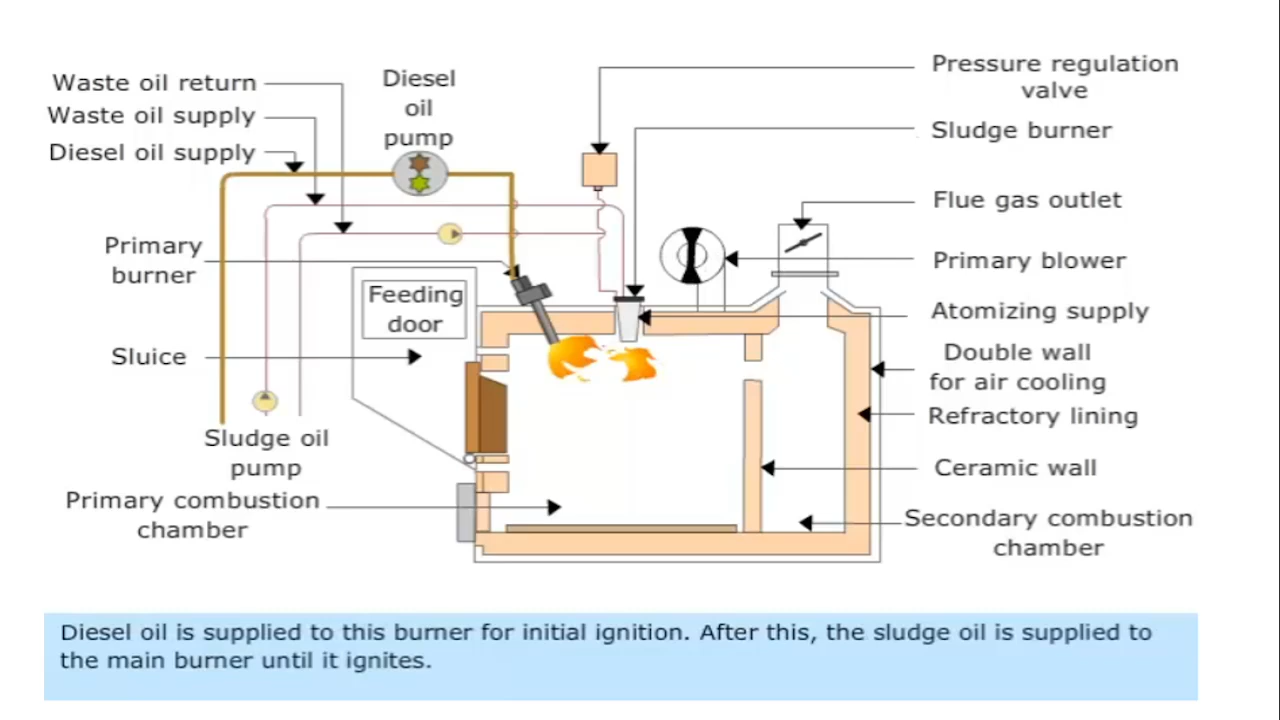 Waste oil return
Waste oil supply
Diesel oil supply
Diesel
oil
pump
Pressure regulation
valve
Sludge burner
Flue gas outlet
Primary
burner
Primary blower
Feeding
door
Atomizing supply
Sluice
Double wall
for air cooling
Refractory lining
Sludge oil
pump
Ceramic wall
Primary combustion
chamber
Secondary combustion
chamber
Diesel oil is supplied to this burner for initial ignition. After this, the sludge oil is supplied to
the main burner until it ignites.